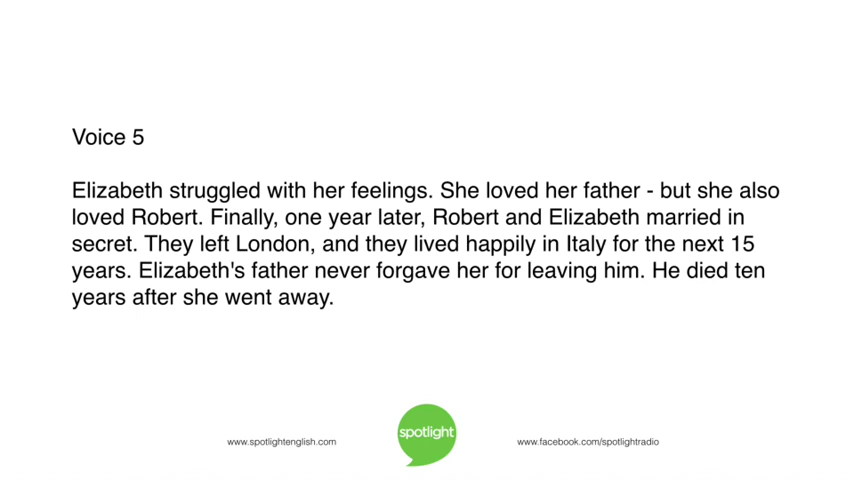 Voice 5
Elizabeth struggled with her feelings. She loved her father - but she also
loved Robert. Finally, one year later, Robert and Elizabeth married in
secret. They left London, and they lived happily in Italy for the next 15
years. Elizabeth's father never forgave her for leaving him. He died ten
years after she went away.
spotlight
www.spotlightenglish.com
www.facebook.com/spotlightradio